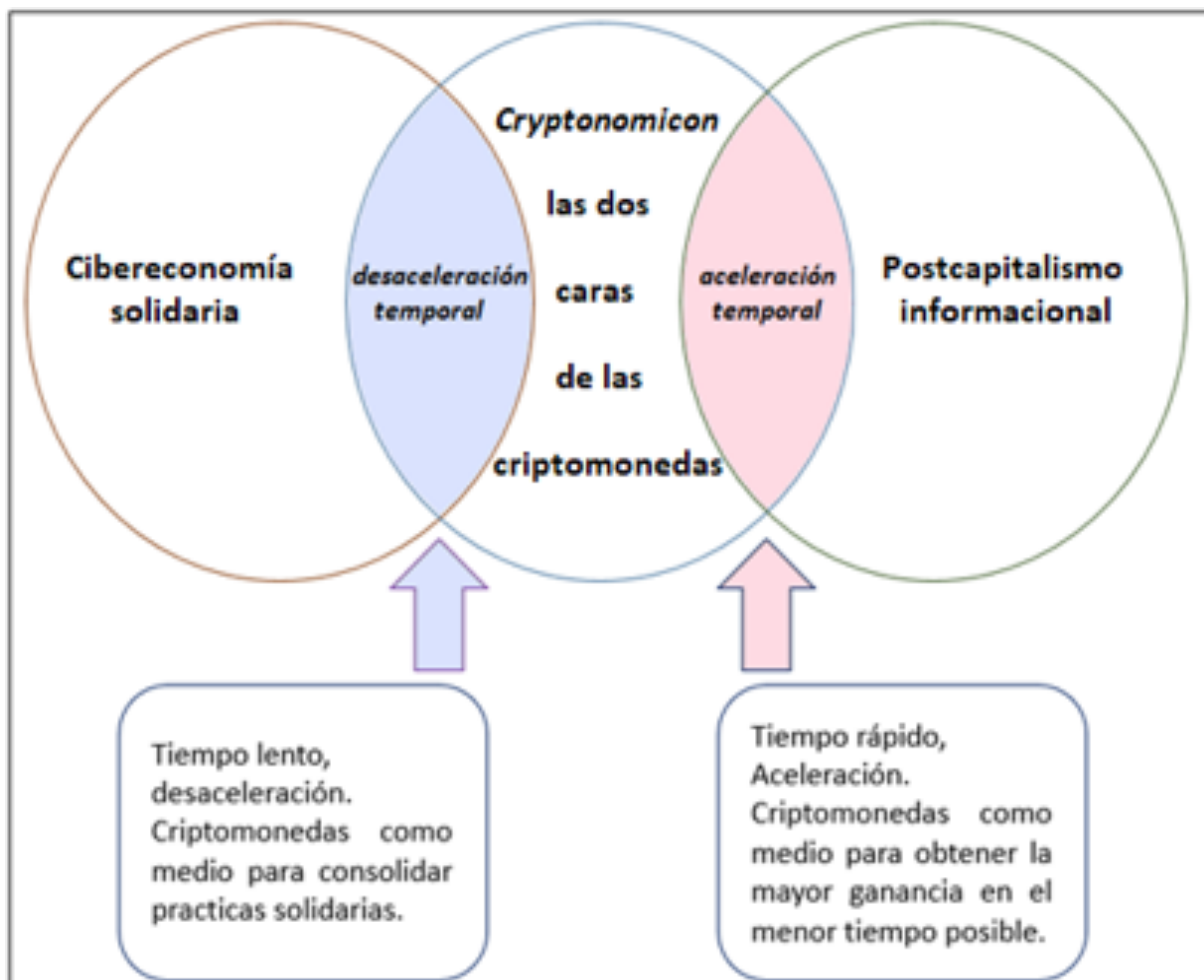 Cryptonomicon
las dos
caras
de las
criptomonedas
Cibereconomía
solidaria
desaceleración
temporal
aceleración
temporal
Postcapitalismo
informacional
Tiempo lento,
desaceleración.
Criptomonedas como
medio para consolidar
practicas solidarias.
Tiempo rápido,
Aceleración.
Criptomonedas como
medio para obtener la
mayor ganancia en el
menor tiempo posible.